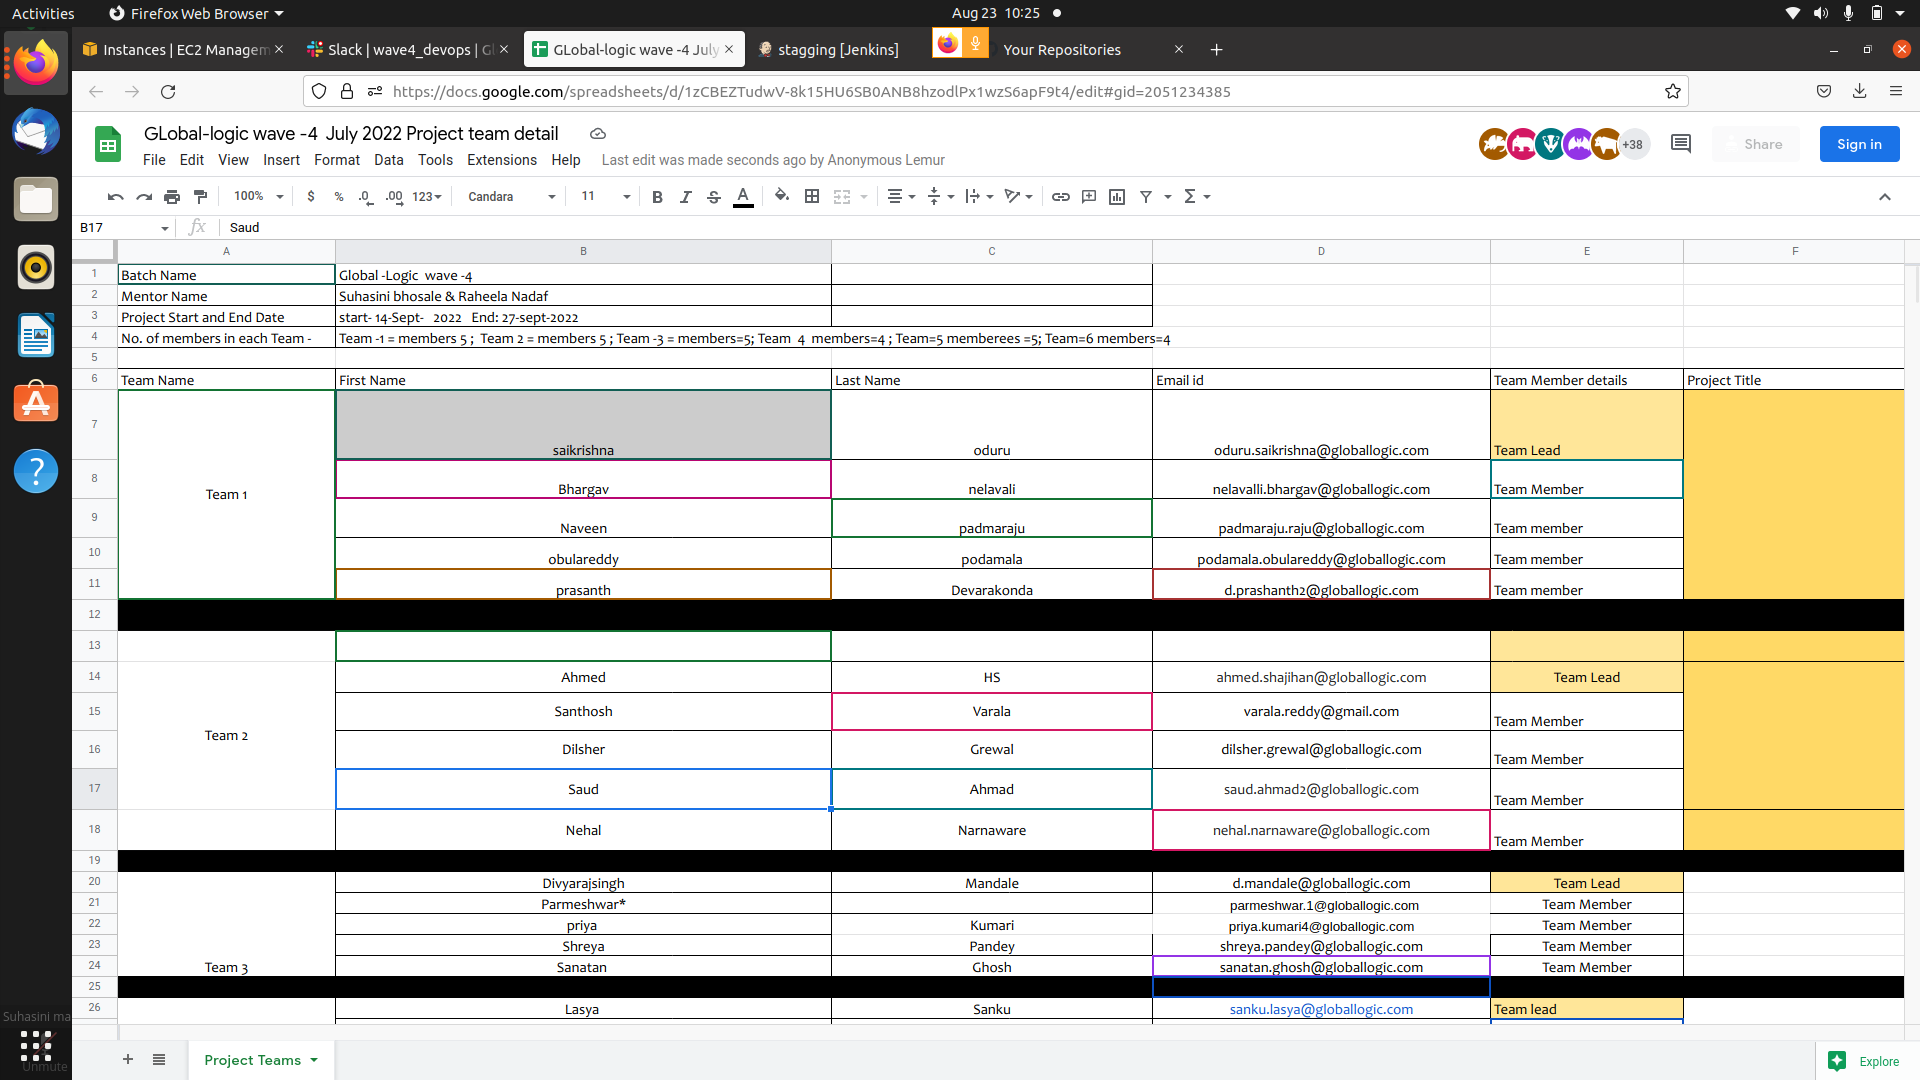 Activities Firefox Web Browser Aug 23 10:25
Instances | EC2 Managem Slack | wave4_devops | Gl GLobal-logic wave -4 July stagging [Jenkins] Your Repositories
https://docs.google.com/spreadsheets/d/1zCBEZTudwV-8k15HU6SB0ANB8hzodlPx1wzS6apF9t4/edit#gid=2051234385
GLobal-logic wave -4 July 2022 Project team detail
+38 Share Sign in
File Edit View Insert Format Data Tools Extensions Help Last edit was made seconds ago by Anonymous Lemur
100% $ % .0 .00 123 Candara 11 B I S A
B17 fx Saud
A B C D E F
1 Batch Name Global -Logic wave -4
2 Mentor Name Suhasini bhosale & Raheela Nadaf
3 Project Start and End Date start- 14-Sept- 2022 End: 27-sept-2022
4 No. of members in each Team - Team -1 = members 5 ; Team 2 = members 5 ; Team -3 = members=5; Team 4 members=4 ; Team=5 memberees =5; Team=6 members=4
5
6 Team Name First Name Last Name Email id Team Member details Project Title
7 saikrishna oduru oduru.saikrishna@globallogic.com Team Lead
8 Bhargav nelavali nelavalli.bhargav@globallogic.com Team Member
Team 1
9 Naveen padmaraju padmaraju.raju@globallogic.com Team member
10 obulareddy podamala podamala.obulareddy@globallogic.com Team member
11 prasanth Devarakonda d.prashanth2@globallogic.com Team member
12
13
14 Ahmed HS ahmed.shajihan@globallogic.com Team Lead
15 Santhosh Varala varala.reddy@gmail.com Team Member
Team 2
16 Dilsher Grewal dilsher.grewal@globallogic.com Team Member
17 Saud Ahmad saud.ahmad2@globallogic.com Team Member
18 Nehal Narnaware nehal.narnaware@globallogic.com Team Member
19
20 Divyarajsingh Mandale d.mandale@globallogic.com Team Lead
21 Parmeshwar* parmeshwar.1@globallogic.com Team Member
22 priya Kumari priya.kumari4@globallogic.com Team Member
23 Shreya Pandey shreya.pandey@globallogic.com Team Member
24 Team 3 Sanatan Ghosh sanatan.ghosh@globallogic.com Team Member
25
26 Lasya Sanku sanku.lasya@globallogic.com Team lead
Suhasini ma
Unmute
Project Teams Explore